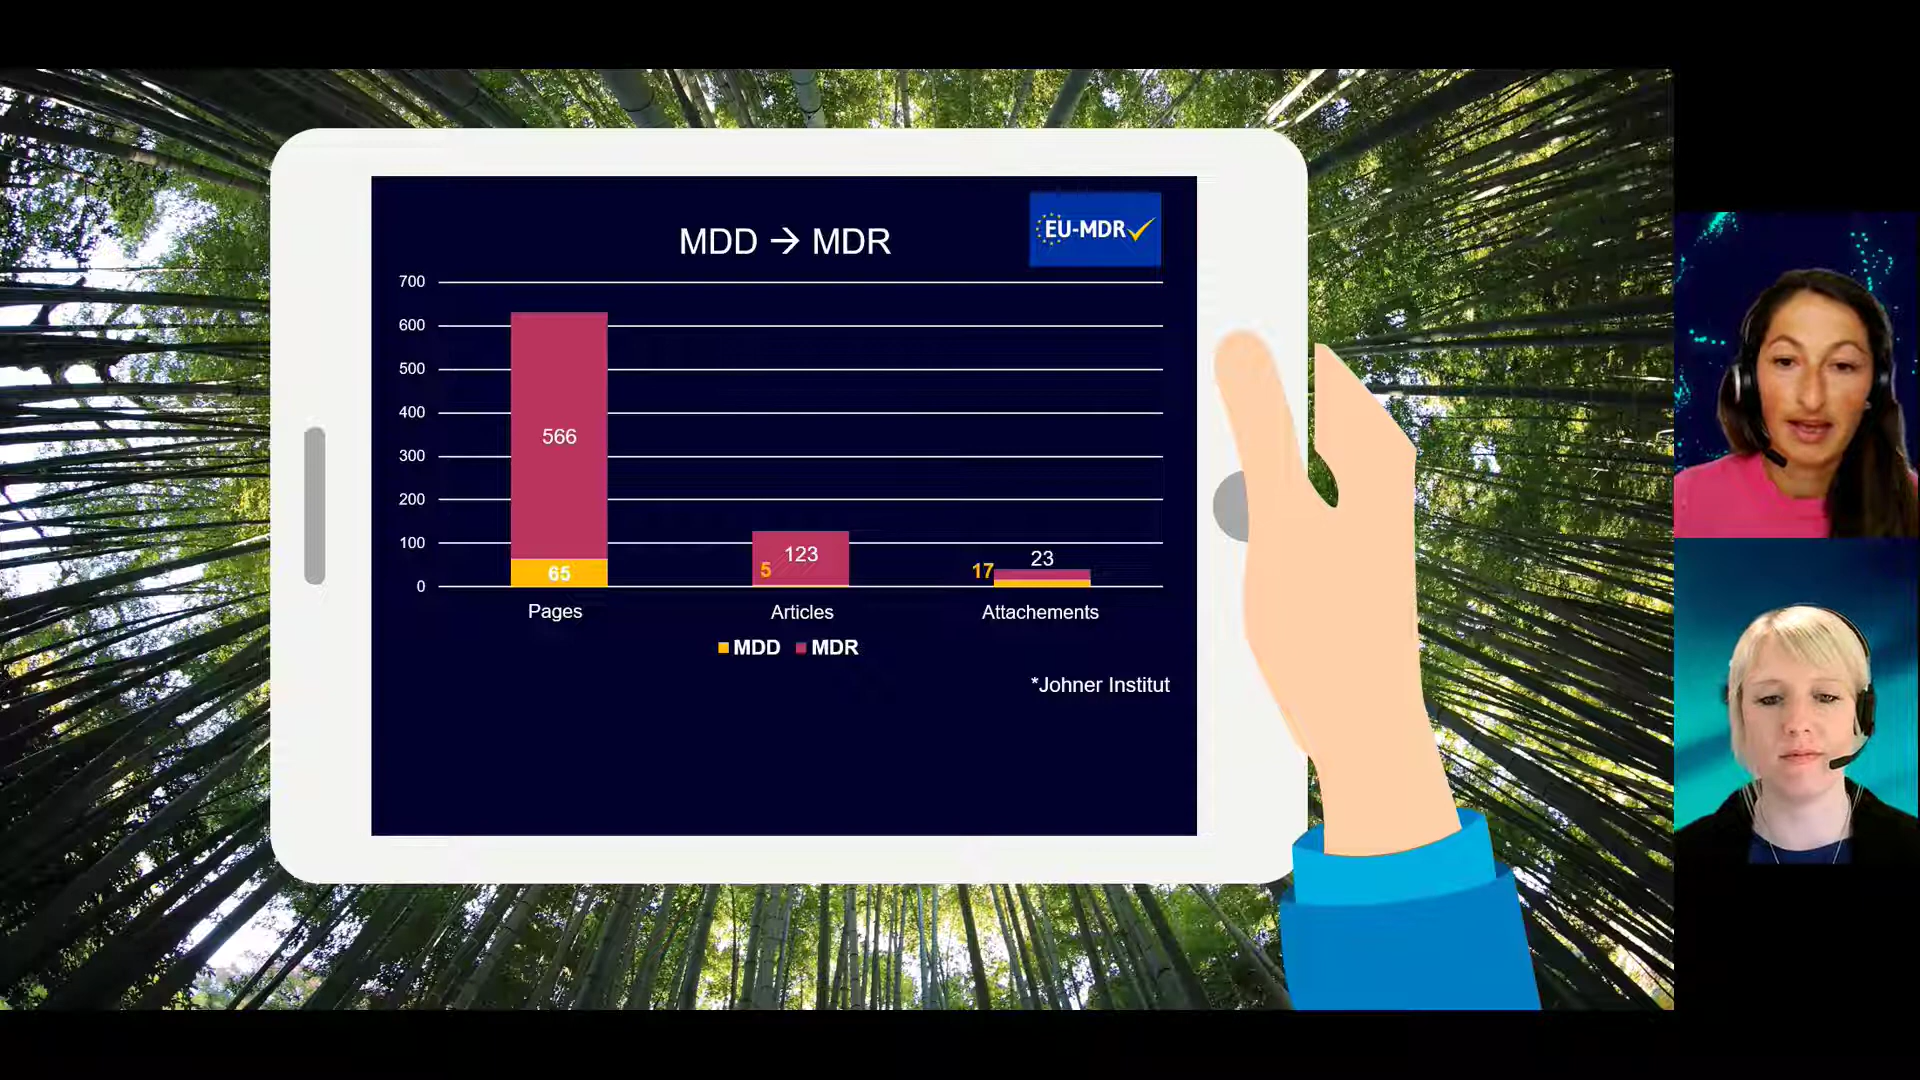 MDD → MDR
EU-MDR
700
600
500
400
300
200
100
0
566
65
5
123
17
23
Pages
Articles
Attachements
MDD
MDR
*Johner Institut